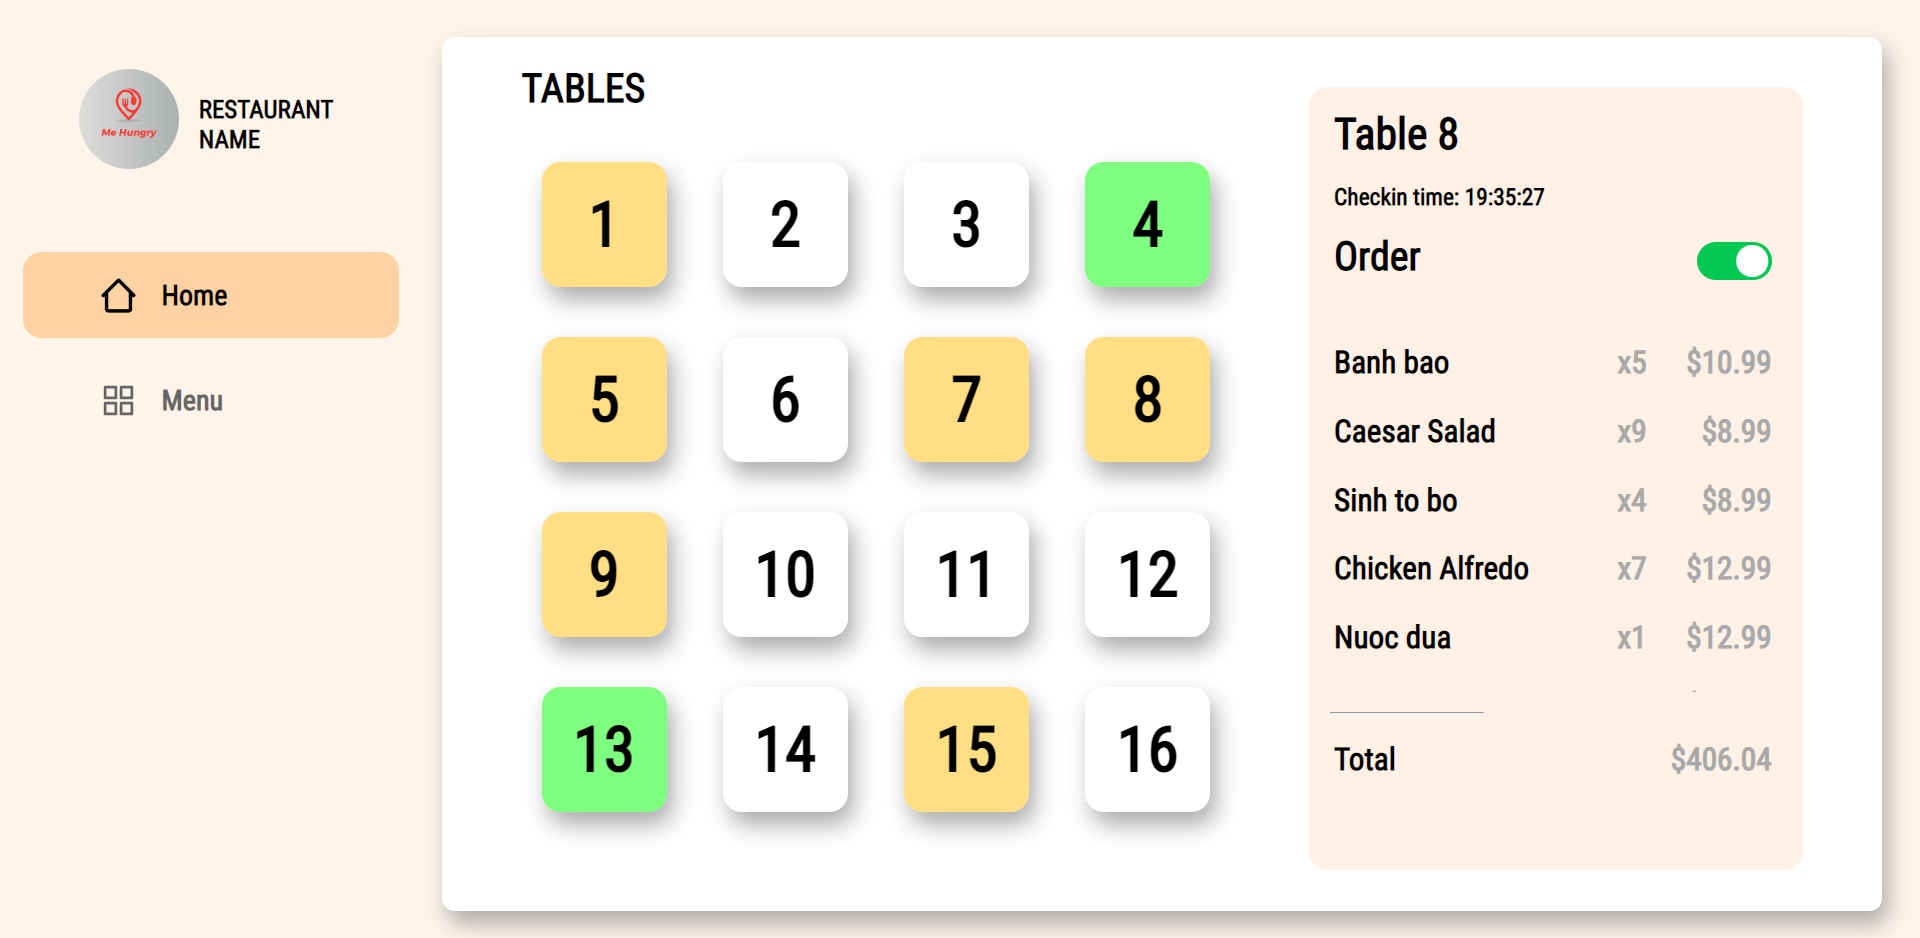 Me Hungry
RESTAURANT
NAME
Home
Menu
TABLES
1 2 3 4
5 6 7 8
9 10 11 12
13 14 15 16
Table 8
Checkin time: 19:35:27
Order
Banh bao x5 $10.99
Caesar Salad x9 $8.99
Sinh to bo x4 $8.99
Chicken Alfredo x7 $12.99
Nuoc dua x1 $12.99
Total $406.04